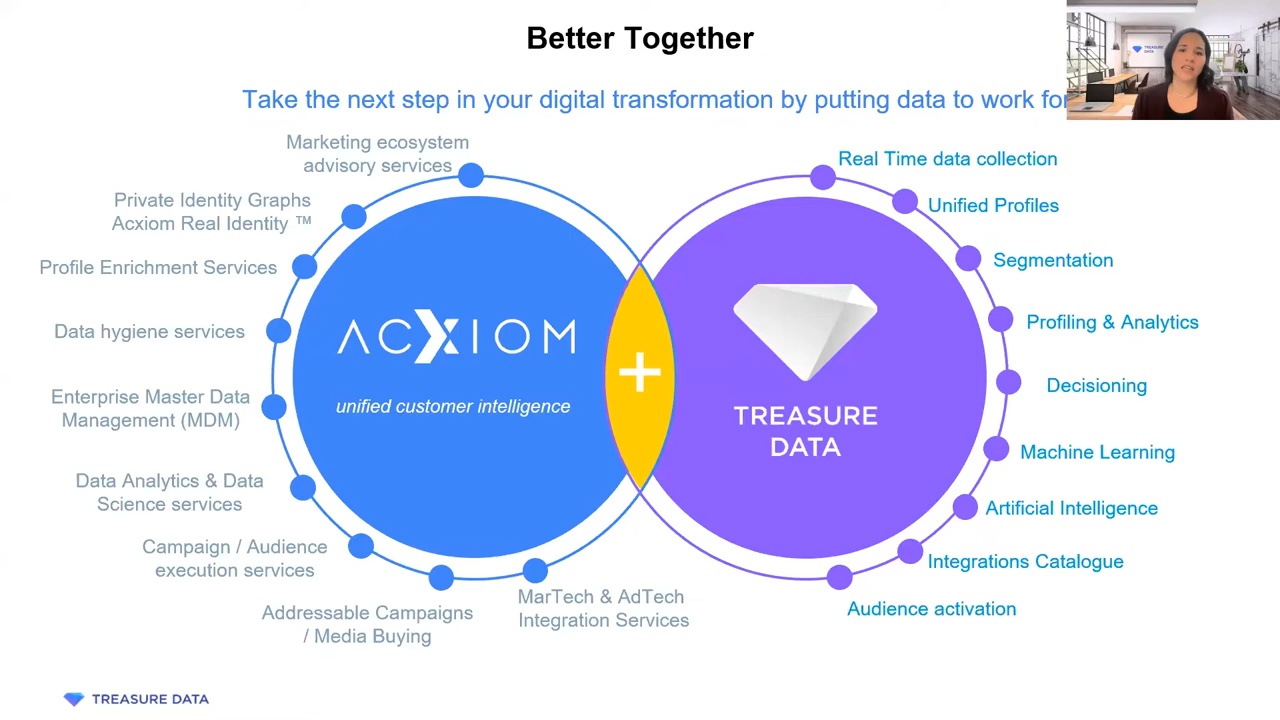 Better Together
Take the next step in your digital transformation by putting data to work for
TREASURE
DATA
Marketing ecosystem
advisory services
Private Identity Graphs
Acxiom Real Identity ™
Profile Enrichment Services
Data hygiene services
Enterprise Master Data
Management (MDM)
Data Analytics & Data
Science services
Campaign / Audience
execution services
Addressable Campaigns
/ Media Buying
MarTech & AdTech
Integration Services
ACXIOM
unified customer intelligence
+
TREASURE
DATA
Real Time data collection
Unified Profiles
Segmentation
Profiling & Analytics
Decisioning
Machine Learning
Artificial Intelligence
Integrations Catalogue
Audience activation
TREASURE DATA